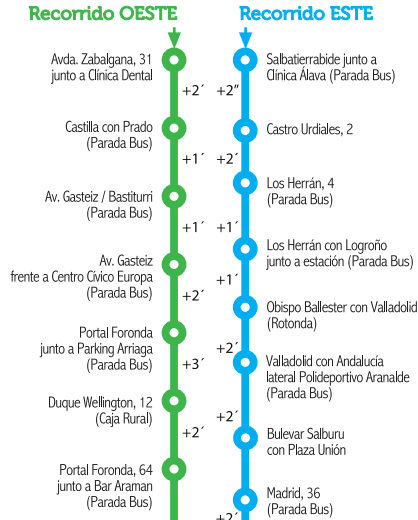 Recorrido OESTE
Avda. Zabalgana, 31
junto a Clínica Dental
+2´
Castilla con Prado
(Parada Bus)
+1´
Av. Gasteiz / Bastiturri
(Parada Bus)
+1´
Av. Gasteiz
frente a Centro Cívico Europa
(Parada Bus)
+2´
Portal Foronda
junto a Parking Arriaga
(Parada Bus)
+3´
Duque Wellington, 12
(Caja Rural)
+2´
Portal Foronda, 64
junto a Bar Araman
(Parada Bus)
Recorrido ESTE
Salbatierrabide junto a
Clínica Álava (Parada Bus)
+2”
Castro Urdiales, 2
+2´
Los Herrán, 4
(Parada Bus)
+1´
Los Herrán con Logroño
junto a estación (Parada Bus)
+1´
Obispo Ballester con Valladolid
(Rotonda)
+2´
Valladolid con Andalucía
lateral Polideportivo Aranalde
(Parada Bus)
+2´
Bulevar Salburu
con Plaza Unión
Madrid, 36
(Parada Bus)
+2´